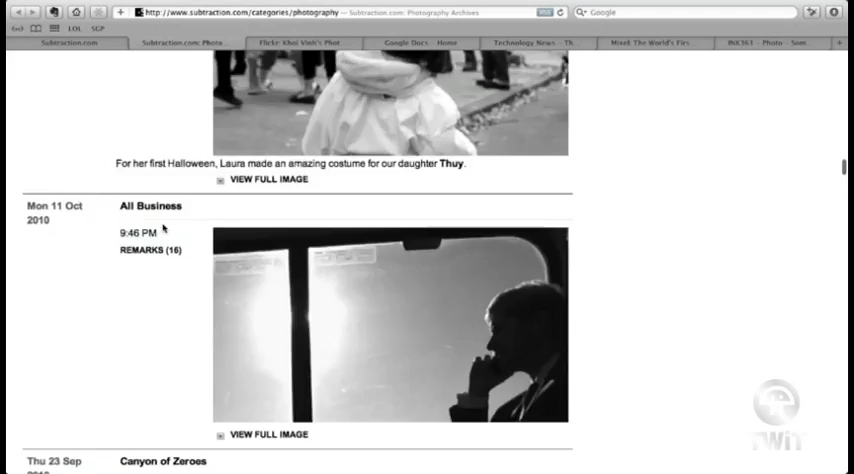 http://www.subtraction.com/categories/photography — Subtraction.com: Photography Archives
Google
LOL
SGP
Subtraction.com
Subtraction.com: Photo...
Flickr: Khoi Vinh's Phot...
Google Docs - Home
Technology News – Th...
Mixel: The World's Firs...
INK361 – Photo – Som...
For her first Halloween, Laura made an amazing costume for our daughter Thuy.
VIEW FULL IMAGE
Mon 11 Oct
2010
All Business
9:46 PM
REMARKS (16)
VIEW FULL IMAGE
Thu 23 Sep
2010
Canyon of Zeroes
TWiT